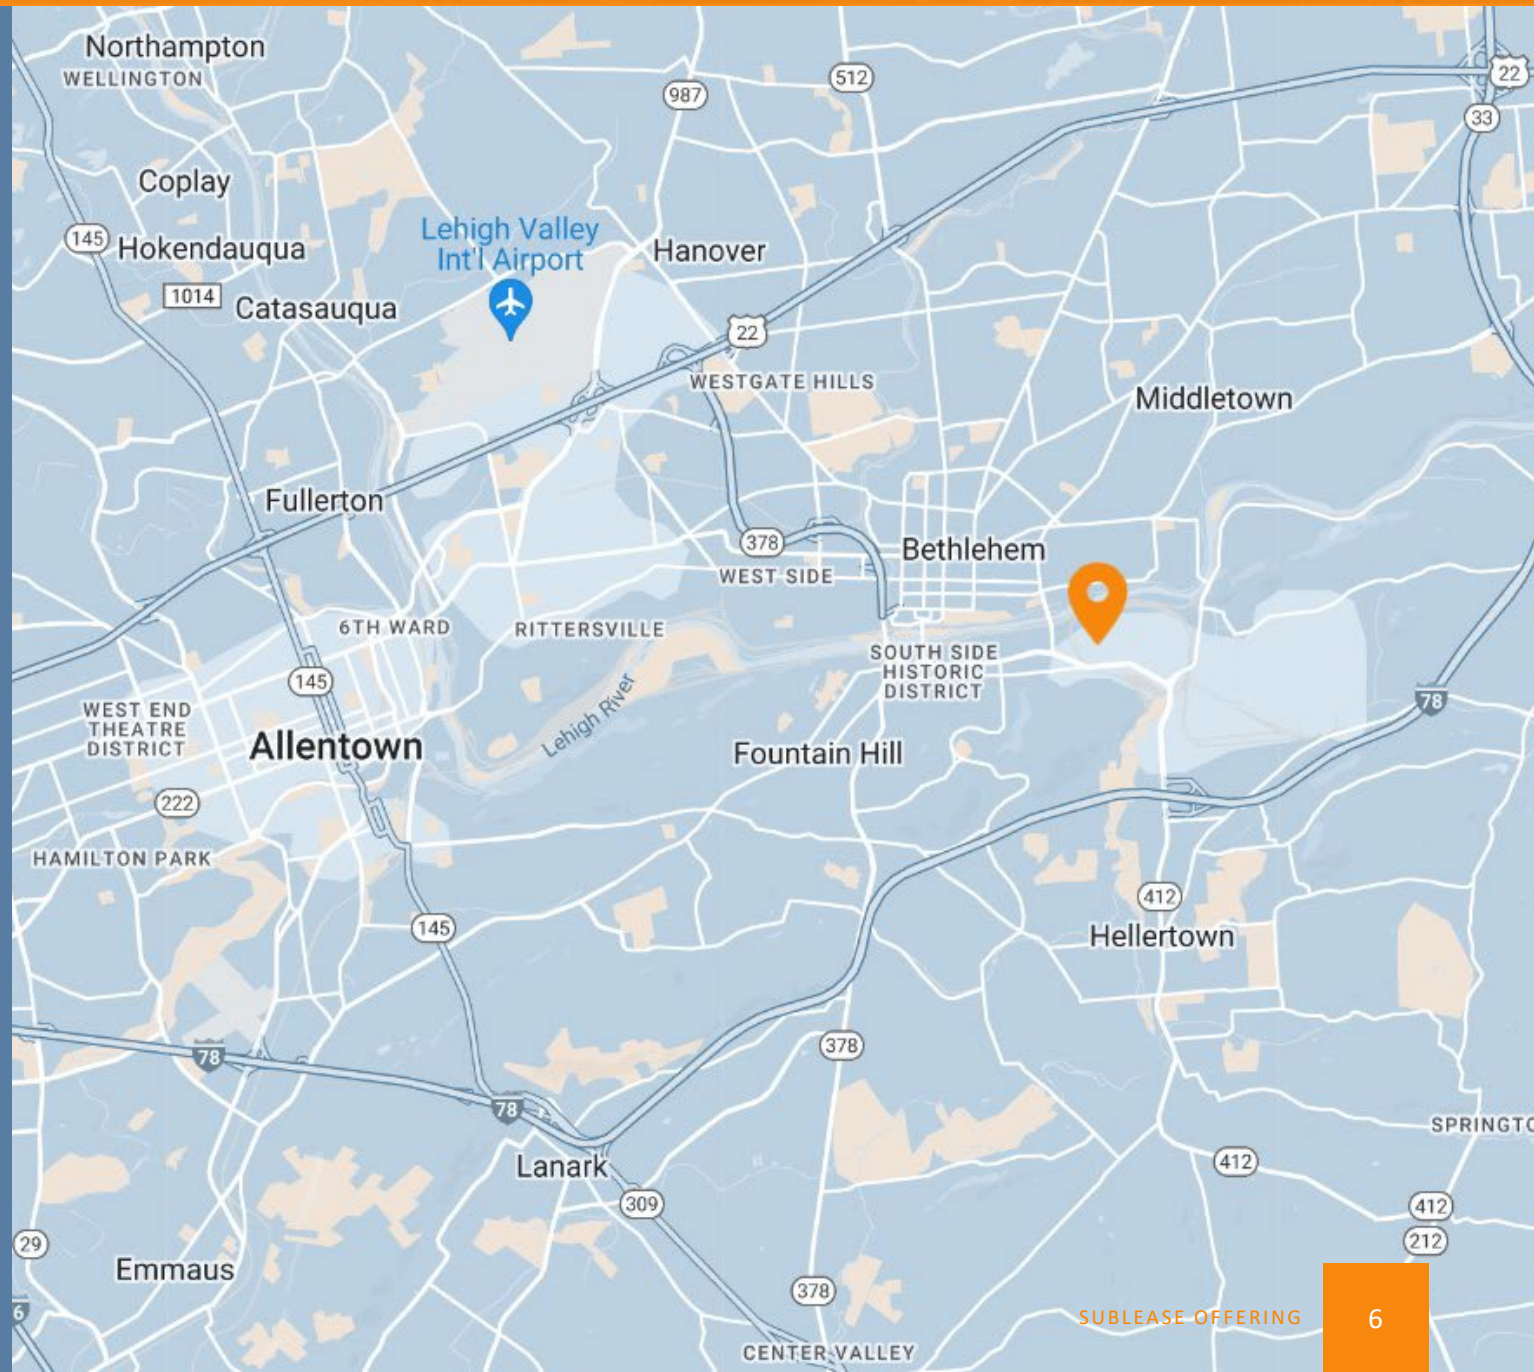 Northampton
WELLINGTON
987
512
22
33
Coplay
145
Hokendauqua
1014
Catasauqua
Lehigh Valley
Int'l Airport
Hanover
22
WESTGATE HILLS
Middletown
Fullerton
378
WEST SIDE
Bethlehem
6TH WARD
RITTERSVILLE
SOUTH SIDE
HISTORIC
DISTRICT
145
WEST END
THEATRE
DISTRICT
Allentown
Lehigh River
Fountain Hill
78
222
HAMILTON PARK
145
412
Hellertown
78
378
78
Lanark
309
SPRINGTO
412
412
212
29
Emmaus
6
378
CENTER VALLEY
SUBLEASE OFFERING
6